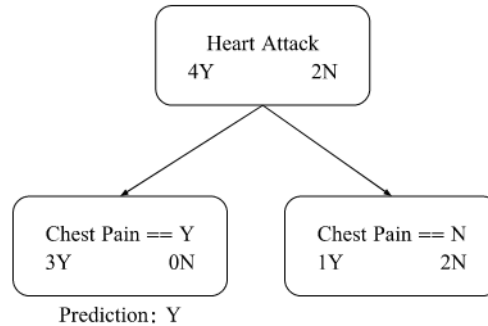 Heart Attack
4Y 2N
Chest Pain == Y
3Y 0N
Prediction: Y
Chest Pain == N
1Y 2N